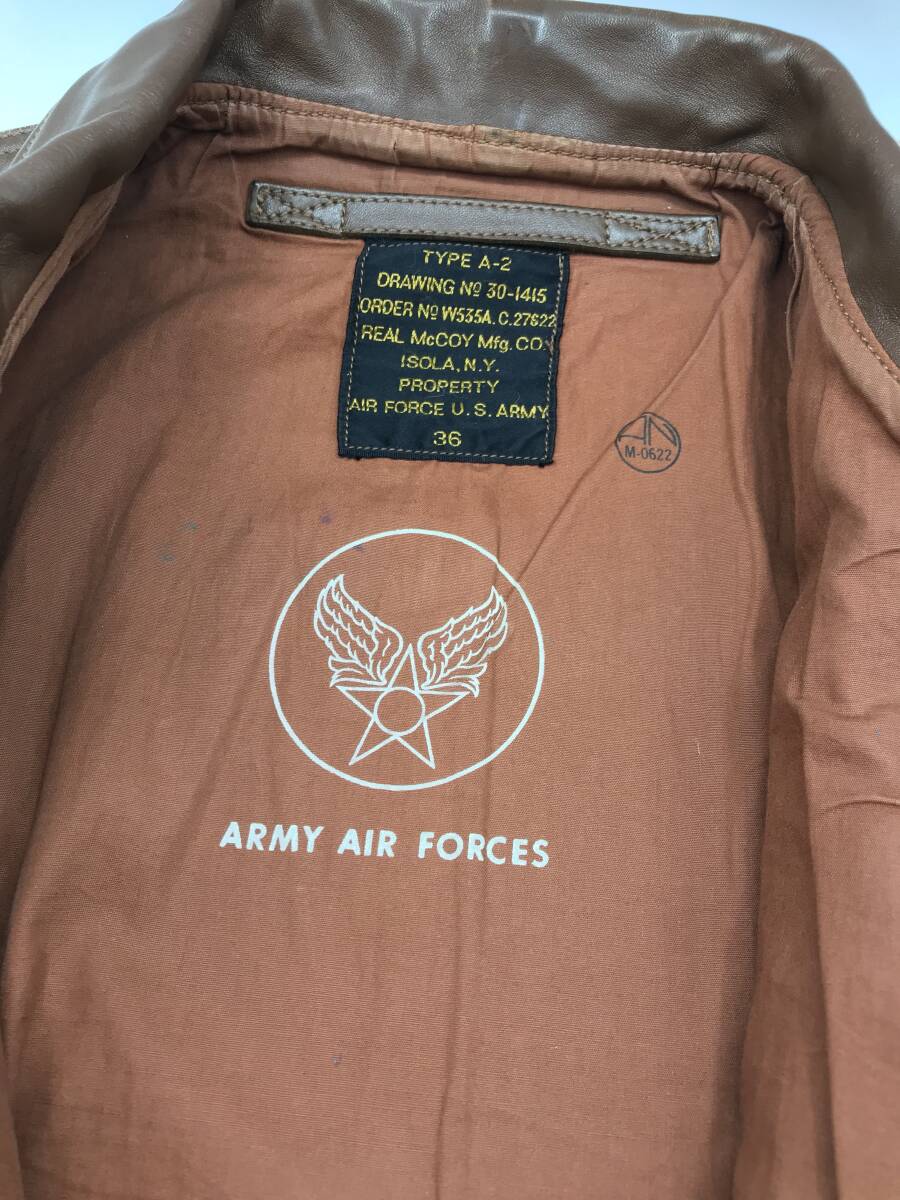 TYPE A-2
DRAWING Nº 30-1415
ORDER Nº W535A.C.27622
REAL McCOY Mfg. CO.
ISOLA, N.Y.
PROPERTY
AIR FORCE U.S. ARMY
36
AN
M-0622
ARMY AIR FORCES